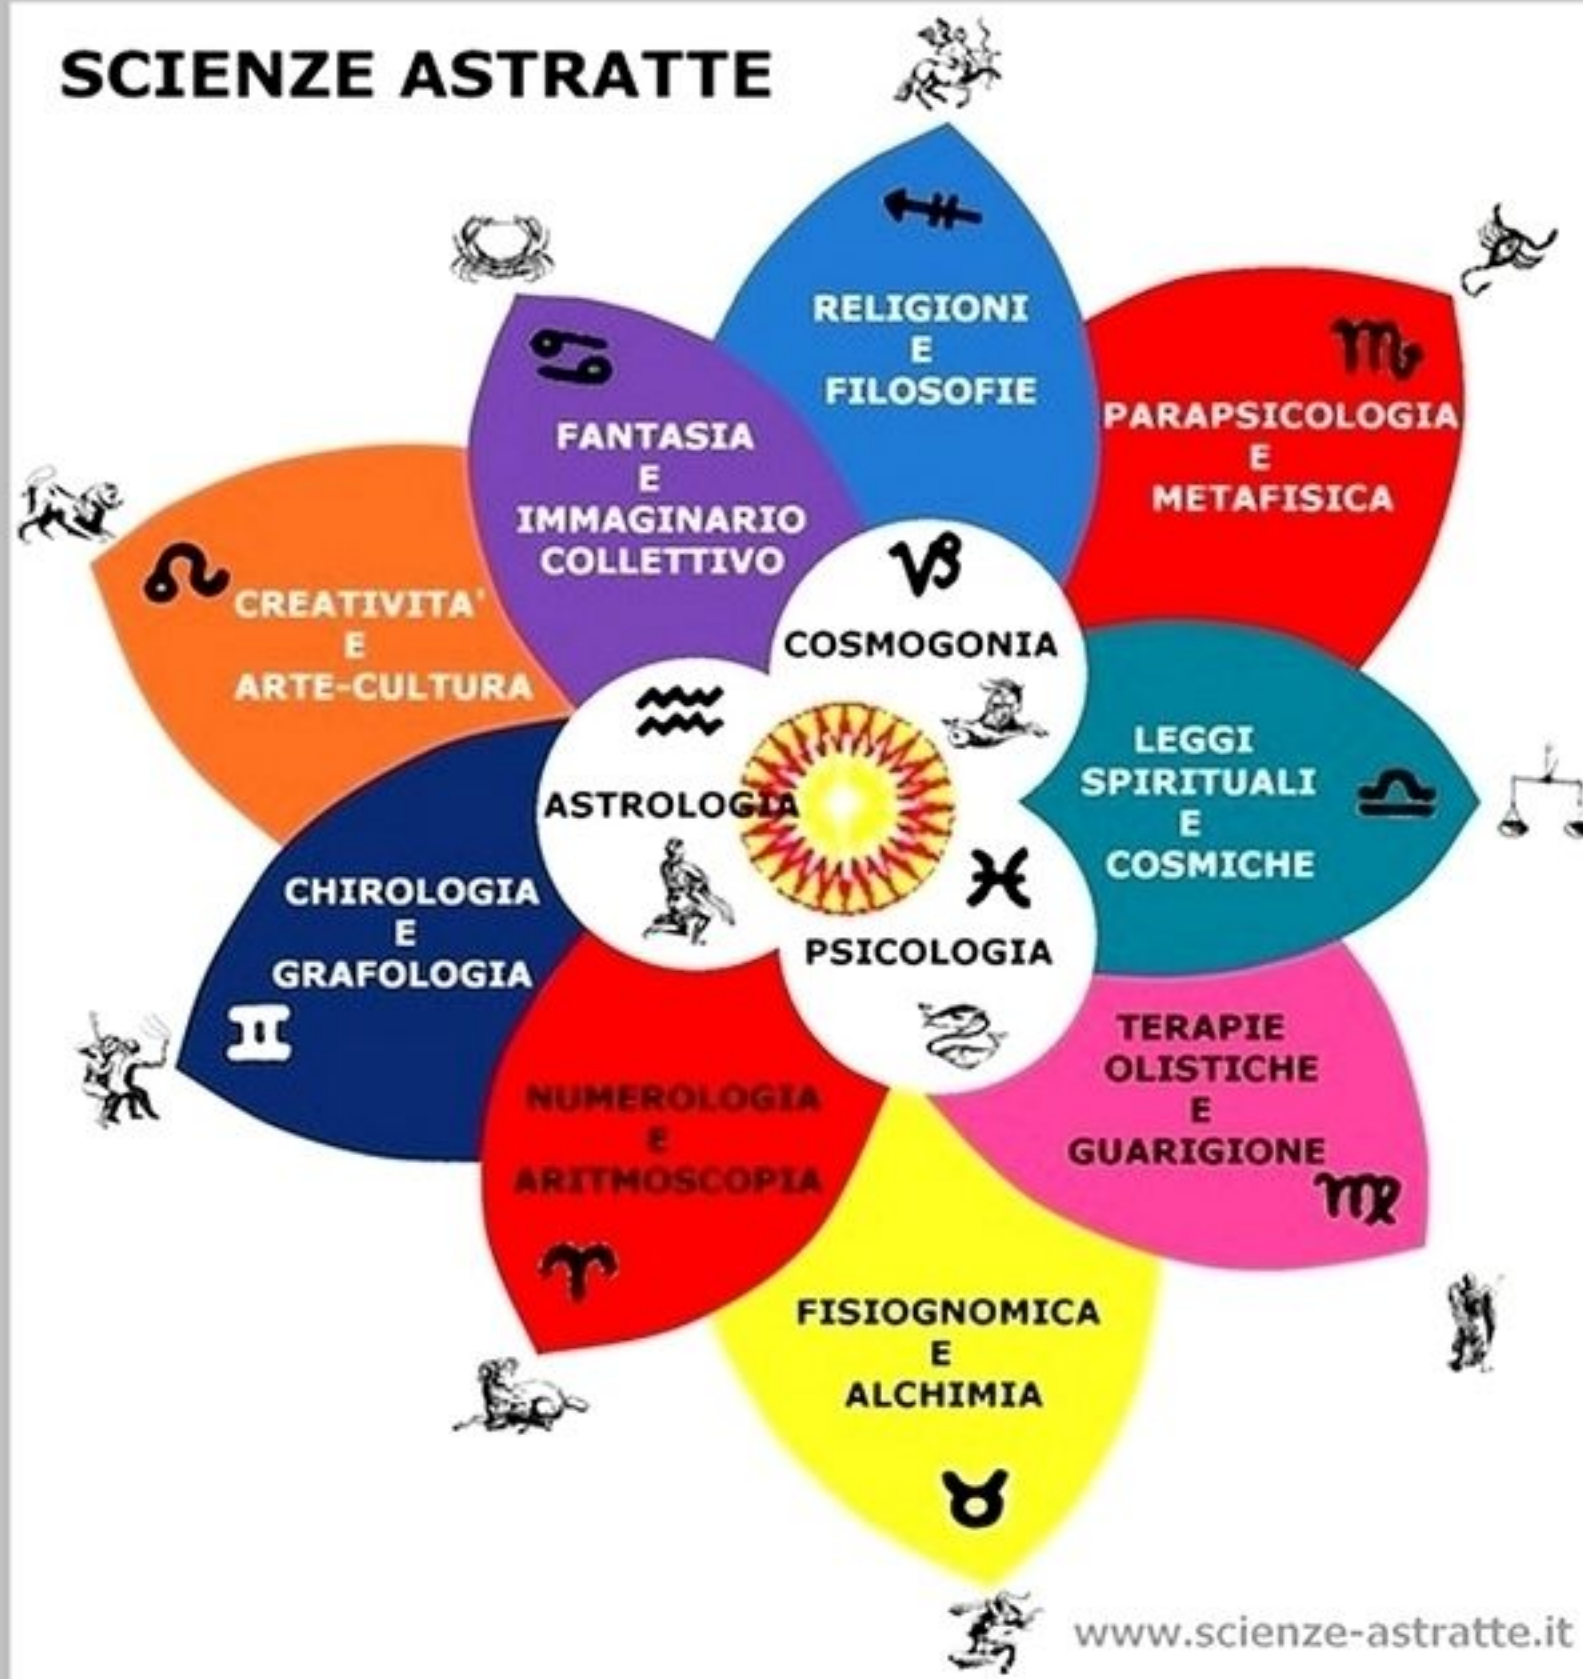 SCIENZE ASTRATTE
RELIGIONI
E
FILOSOFIE
PARAPSICOLOGIA
E
METAFISICA
FANTASIA
E
IMMAGINARIO
COLLETTIVO
CREATIVITA'
E
ARTE-CULTURA
COSMOGONIA
ASTROLOGIA
PSICOLOGIA
LEGGI
SPIRITUALI
E
COSMICHE
CHIROLOGIA
E
GRAFOLOGIA
NUMEROLOGIA
E
ARITMOSCOPIA
TERAPIE
OLISTICHE
E
GUARIGIONE
FISIOGNOMICA
E
ALCHIMIA
www.scienze-astratte.it